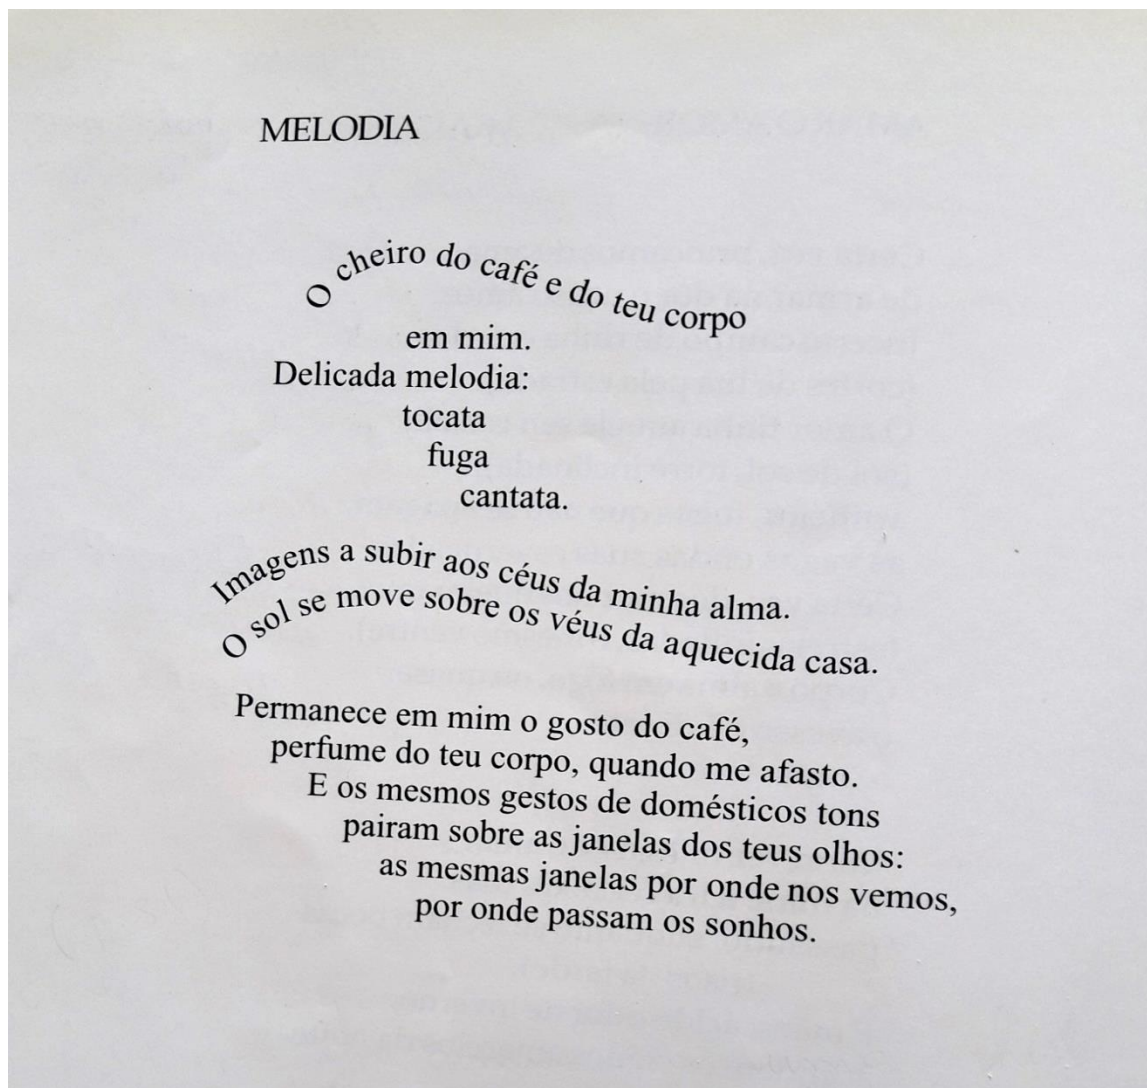 MELODIA
O cheiro do café e do teu corpo
em mim.
Delicada melodia:
tocata
fuga
cantata.
Imagens a subir aos céus da minha alma.
O sol se move sobre os véus da aquecida casa.
Permanece em mim o gosto do café,
perfume do teu corpo, quando me afasto.
E os mesmos gestos de domésticos tons
pairam sobre as janelas dos teus olhos:
as mesmas janelas por onde nos vemos,
por onde passam os sonhos.